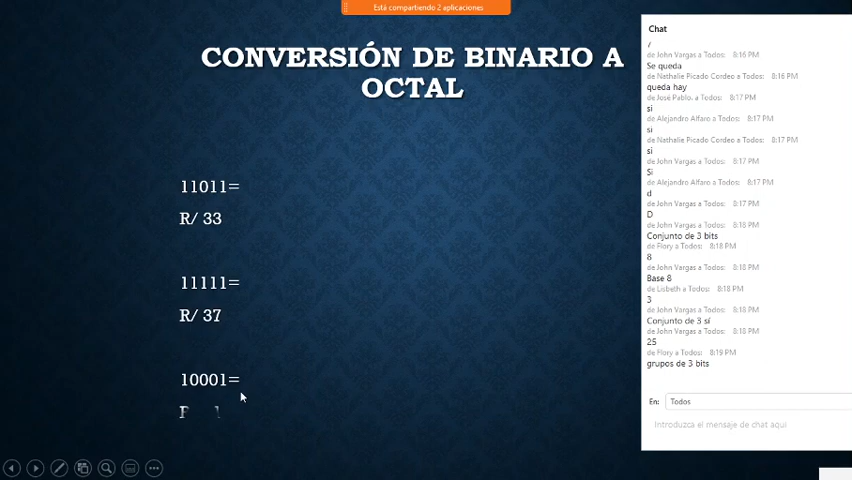 Está compartiendo 2 aplicaciones
CONVERSIÓN DE BINARIO A
OCTAL
11011=
R/ 33
11111=
R/ 37
10001=
Chat
/
de John Vargas a Todos: 8:16 PM
Se queda
de Nathalie Picado Cordeo a Todos: 8:16 PM
queda hay
de José Pablo. a Todos: 8:17 PM
si
de Alejandro Alfaro a Todos: 8:17 PM
si
de Nathalie Picado Cordeo a Todos: 8:17 PM
si
de John Vargas a Todos: 8:17 PM
Si
de Alejandro Alfaro a Todos: 8:17 PM
d
de John Vargas a Todos: 8:17 PM
D
de John Vargas a Todos: 8:18 PM
Conjunto de 3 bits
de Flory a Todos: 8:18 PM
8
de John Vargas a Todos: 8:18 PM
Base 8
de Lisbeth a Todos: 8:18 PM
3
de John Vargas a Todos: 8:18 PM
Conjunto de 3 sí
de John Vargas a Todos: 8:18 PM
25
de Flory a Todos: 8:19 PM
grupos de 3 bits
En: Todos
Introduzca el mensaje de chat aquí